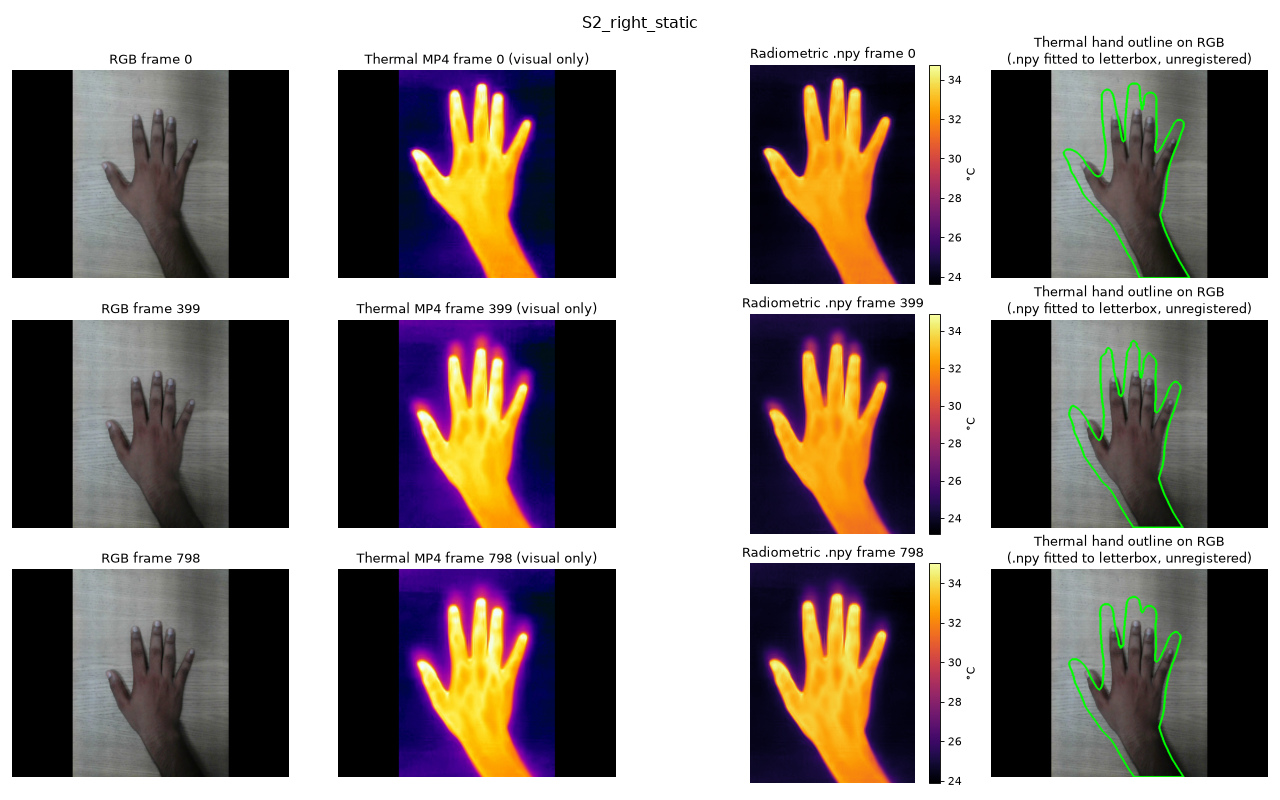 S2_right_static
RGB frame 0
Thermal MP4 frame 0 (visual only)
Radiometric .npy frame 0
Thermal hand outline on RGB
(.npy fitted to letterbox, unregistered)
34
32
30
28
26
24
°C
RGB frame 399
Thermal MP4 frame 399 (visual only)
Radiometric .npy frame 399
Thermal hand outline on RGB
(.npy fitted to letterbox, unregistered)
34
32
30
28
26
24
°C
RGB frame 798
Thermal MP4 frame 798 (visual only)
Radiometric .npy frame 798
Thermal hand outline on RGB
(.npy fitted to letterbox, unregistered)
34
32
30
28
26
24
°C